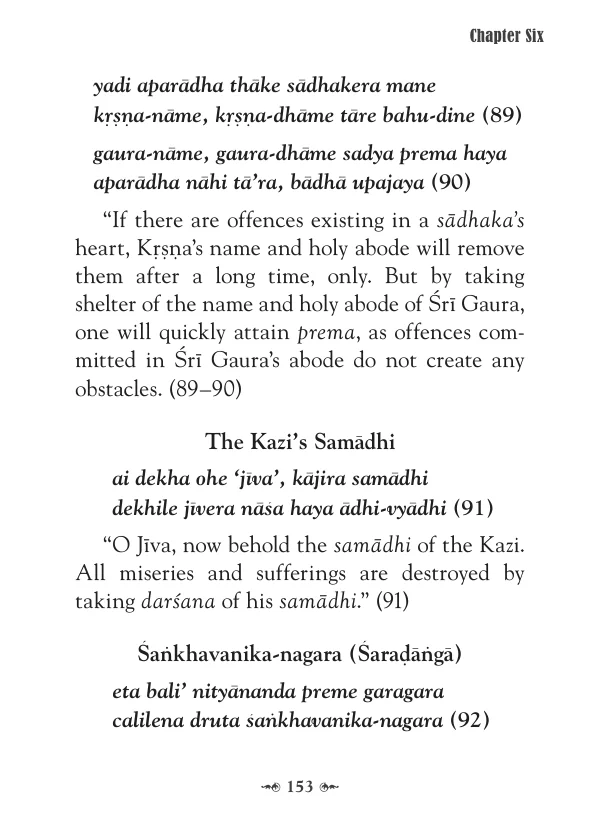 Chapter Six
yadi aparādha thāke sādhakera mane
kṛṣṇa-nāme, kṛṣṇa-dhāme tāre bahu-dine (89)
gaura-nāme, gaura-dhāme sadya prema haya
aparādha nāhi tā’ra, bādhā upajaya (90)
“If there are offences existing in a sādhaka’s
heart, Kṛṣṇa’s name and holy abode will remove
them after a long time, only. But by taking
shelter of the name and holy abode of Śrī Gaura,
one will quickly attain prema, as offences com-
mitted in Śrī Gaura’s abode do not create any
obstacles. (89–90)
The Kazi’s Samādhi
ai dekha ohe ‘jīva’, kājira samādhi
dekhile jīvera nāśa haya ādhi-vyādhi (91)
“O Jīva, now behold the samādhi of the Kazi.
All miseries and sufferings are destroyed by
taking darśana of his samādhi.” (91)
Śaṅkhavanika-nagara (Śaraḍāṅgā)
eta bali’ nityānanda preme garagara
calilena druta śaṅkhavanika-nagara (92)
153